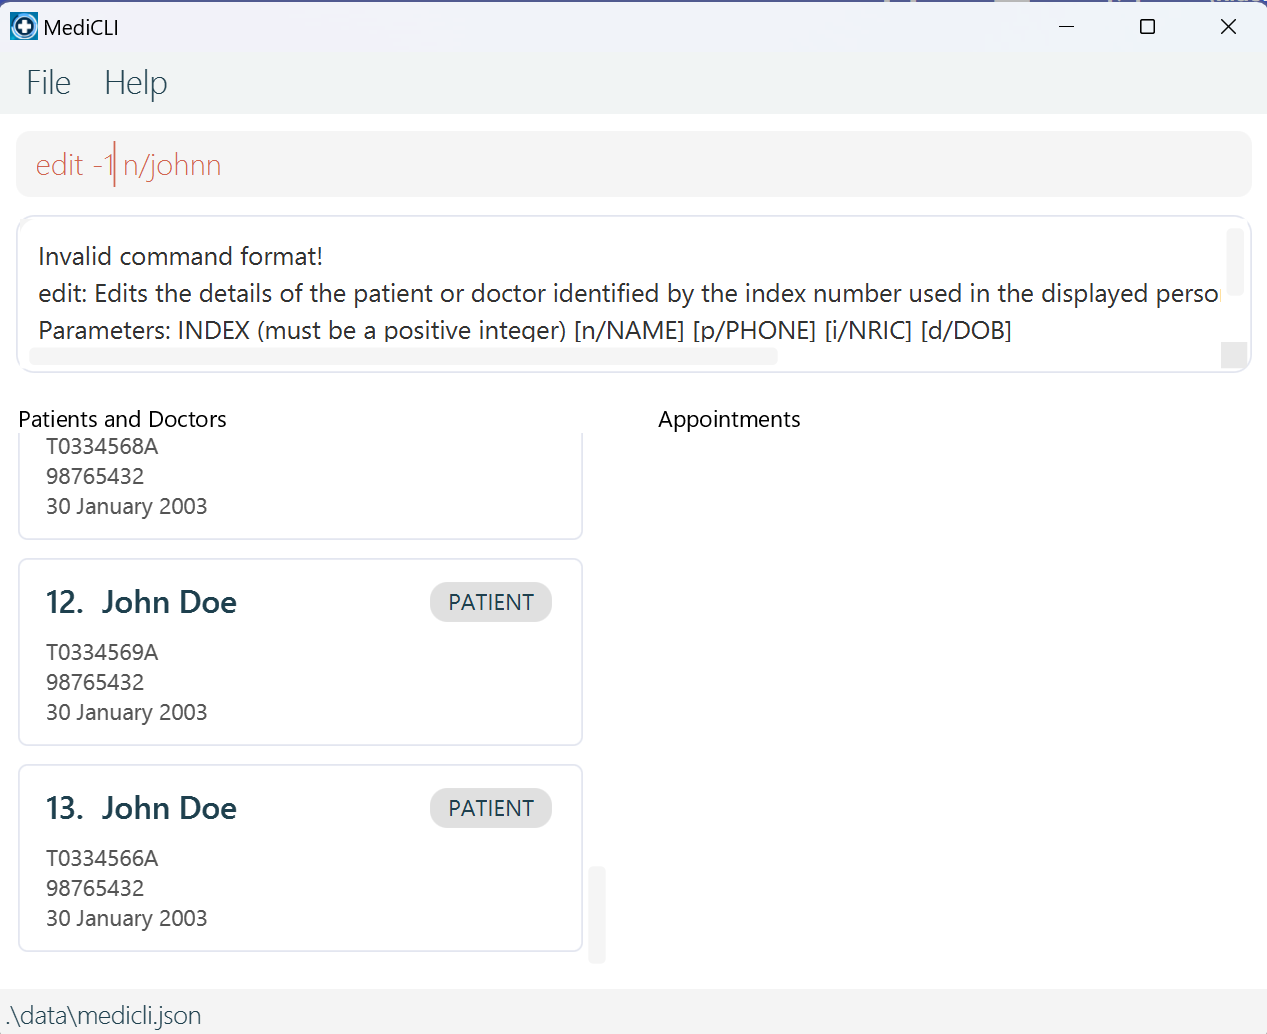 MediCLI
File Help
edit -1 n/johnn
Invalid command format!
edit: Edits the details of the patient or doctor identified by the index number used in the displayed
Parameters: INDEX (must be a positive integer) [n/NAME] [p/PHONE] [i/NRIC] [d/DOB]
Patients and Doctors
Appointments
T0334568A
98765432
30 January 2003
12. John Doe
PATIENT
T0334569A
98765432
30 January 2003
13. John Doe
PATIENT
T0334566A
98765432
30 January 2003
.\data\medicli.json